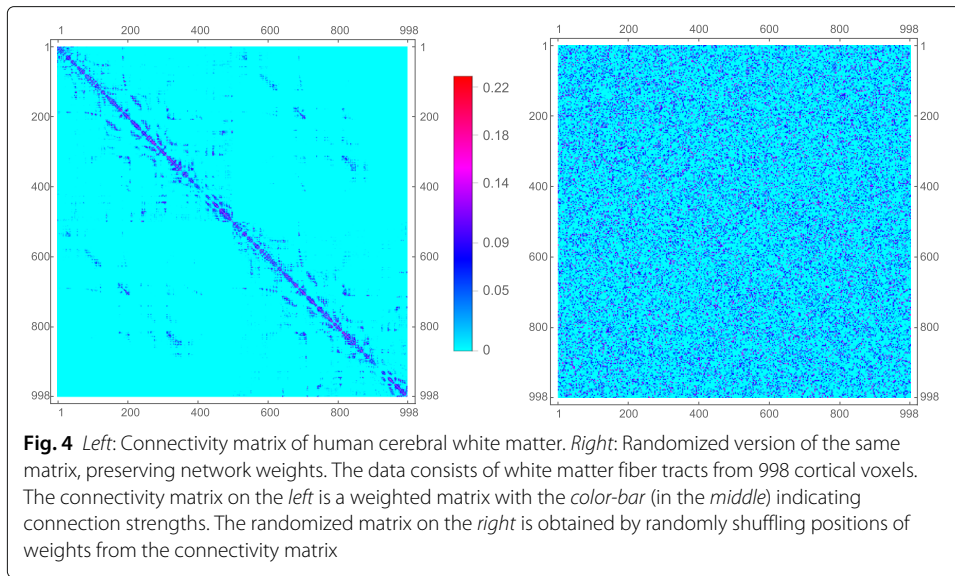 1 200 400 600 800 998
1 1
200 200
400 400
600 600
800 800
998 998
1 200 400 600 800 998
0.22
0.18
0.14
0.09
0.05
0
1 200 400 600 800 998
1 1
200 200
400 400
600 600
800 800
998 998
1 200 400 600 800 998
Fig. 4 Left: Connectivity matrix of human cerebral white matter. Right: Randomized version of the same
matrix, preserving network weights. The data consists of white matter fiber tracts from 998 cortical voxels.
The connectivity matrix on the left is a weighted matrix with the color-bar (in the middle) indicating
connection strengths. The randomized matrix on the right is obtained by randomly shuffling positions of
weights from the connectivity matrix